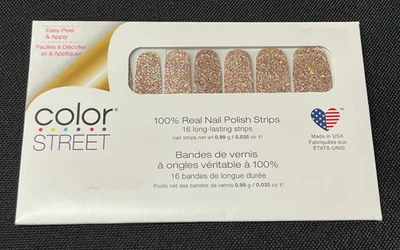 Easy Peel
& Apply
Faciles à Décoller
et à Appliquer
color®
STREET
100% Real Nail Polish Strips
16 long-lasting strips
nail strips net wt 0.99 g / 0.035 oz ℮
Bandes de vernis
à ongles véritable à 100%
16 bandes de longue durée
Poids net des bandes de vernis 0.99 g / 0.035 oz ℮
Made in USA
Fabriquées aux
ÉTATS-UNIS